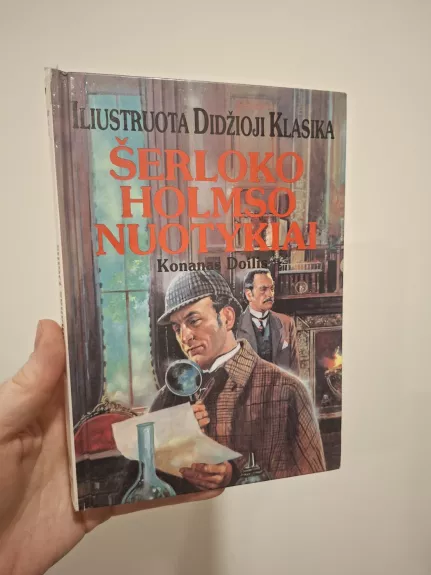 ILIUSTRUOTA DIDŽIOJI KLASIKA
ŠERLOKO
HOLMSO
NUOTYKIAI
Konanas Doilis